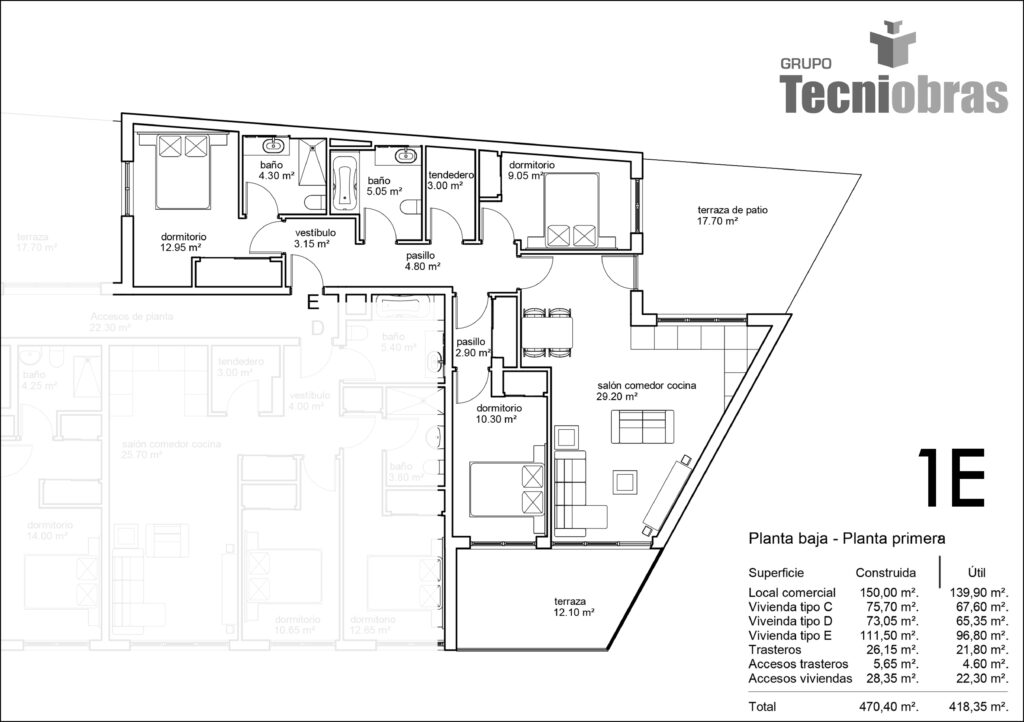 GRUPO
Tecniobras
baño
4.30 m²
baño
5.05 m²
tendedero
3.00 m²
dormitorio
9.05 m²
terraza de patio
17.70 m²
dormitorio
12.95 m²
vestíbulo
3.15 m²
pasillo
4.80 m²
terraza
17.70 m²
E
D
Accesos de planta
22.30 m²
baño
5.40 m²
pasillo
2.90 m²
baño
4.25 m²
tendedero
3.00 m²
vestíbulo
4.00 m²
salón comedor cocina
29.20 m²
dormitorio
10.30 m²
salón comedor cocina
25.70 m²
baño
3.80 m²
dormitorio
14.00 m²
dormitorio
10.65 m²
dormitorio
12.65 m²
terraza
12.10 m²
1E
Planta baja - Planta primera
Superficie Construida Útil
Local comercial 150,00 m². 139,90 m².
Vivienda tipo C 75,70 m². 67,60 m².
Viveinda tipo D 73,05 m². 65,35 m².
Vivienda tipo E 111,50 m². 96,80 m².
Trasteros 26,15 m². 21,80 m².
Accesos trasteros 5,65 m². 4.60 m².
Accesos viviendas 28,35 m². 22,30 m².
Total 470,40 m². 418,35 m².